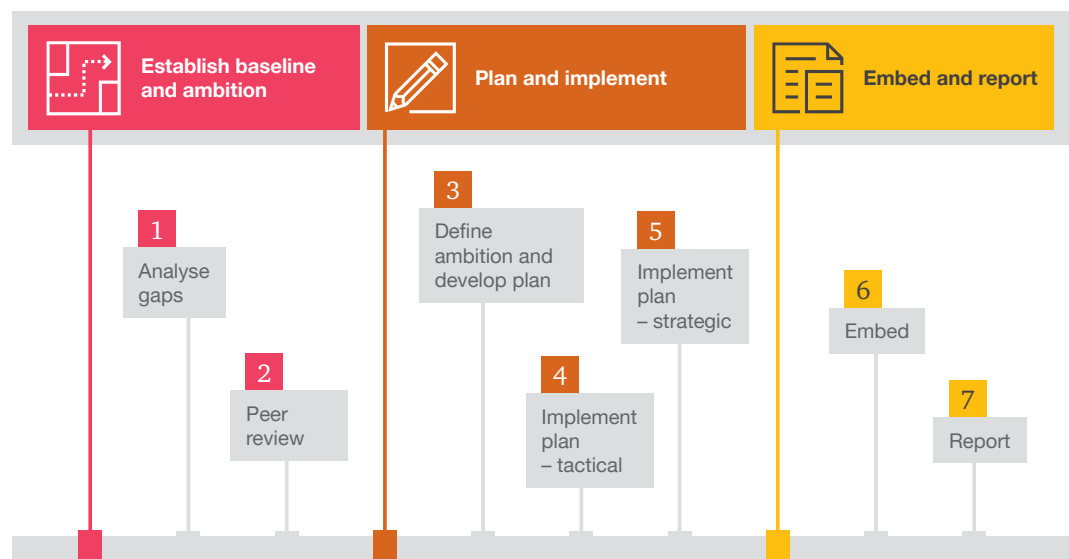 Establish baseline
and ambition
Plan and implement
Embed and report
1
Analyse
gaps
2
Peer
review
3
Define
ambition and
develop plan
4
Implement
plan
– tactical
5
Implement
plan
– strategic
6
Embed
7
Report